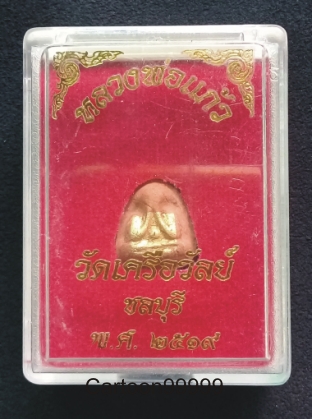 หลวงพ่อแก้ว
วัดเครือวัลย์
ชลบุรี
พ.ศ. ๒๕๑๙
Cartoon99999